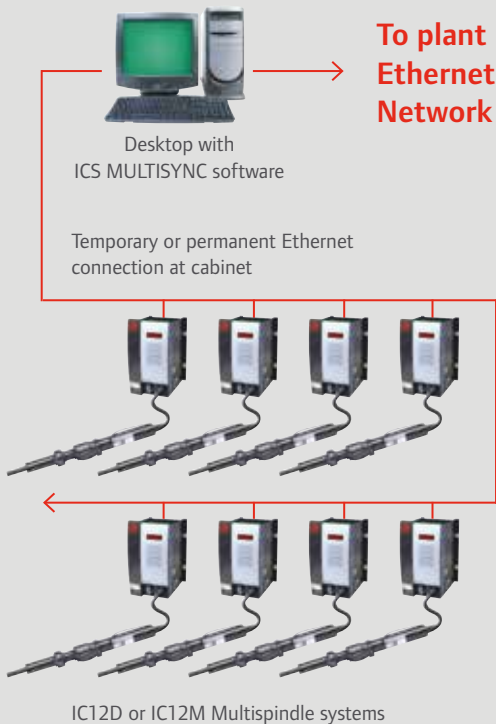 To plant
Ethernet
Network
Desktop with
ICS MULTISYNC software
Temporary or permanent Ethernet
connection at cabinet
IC12D or IC12M Multispindle systems